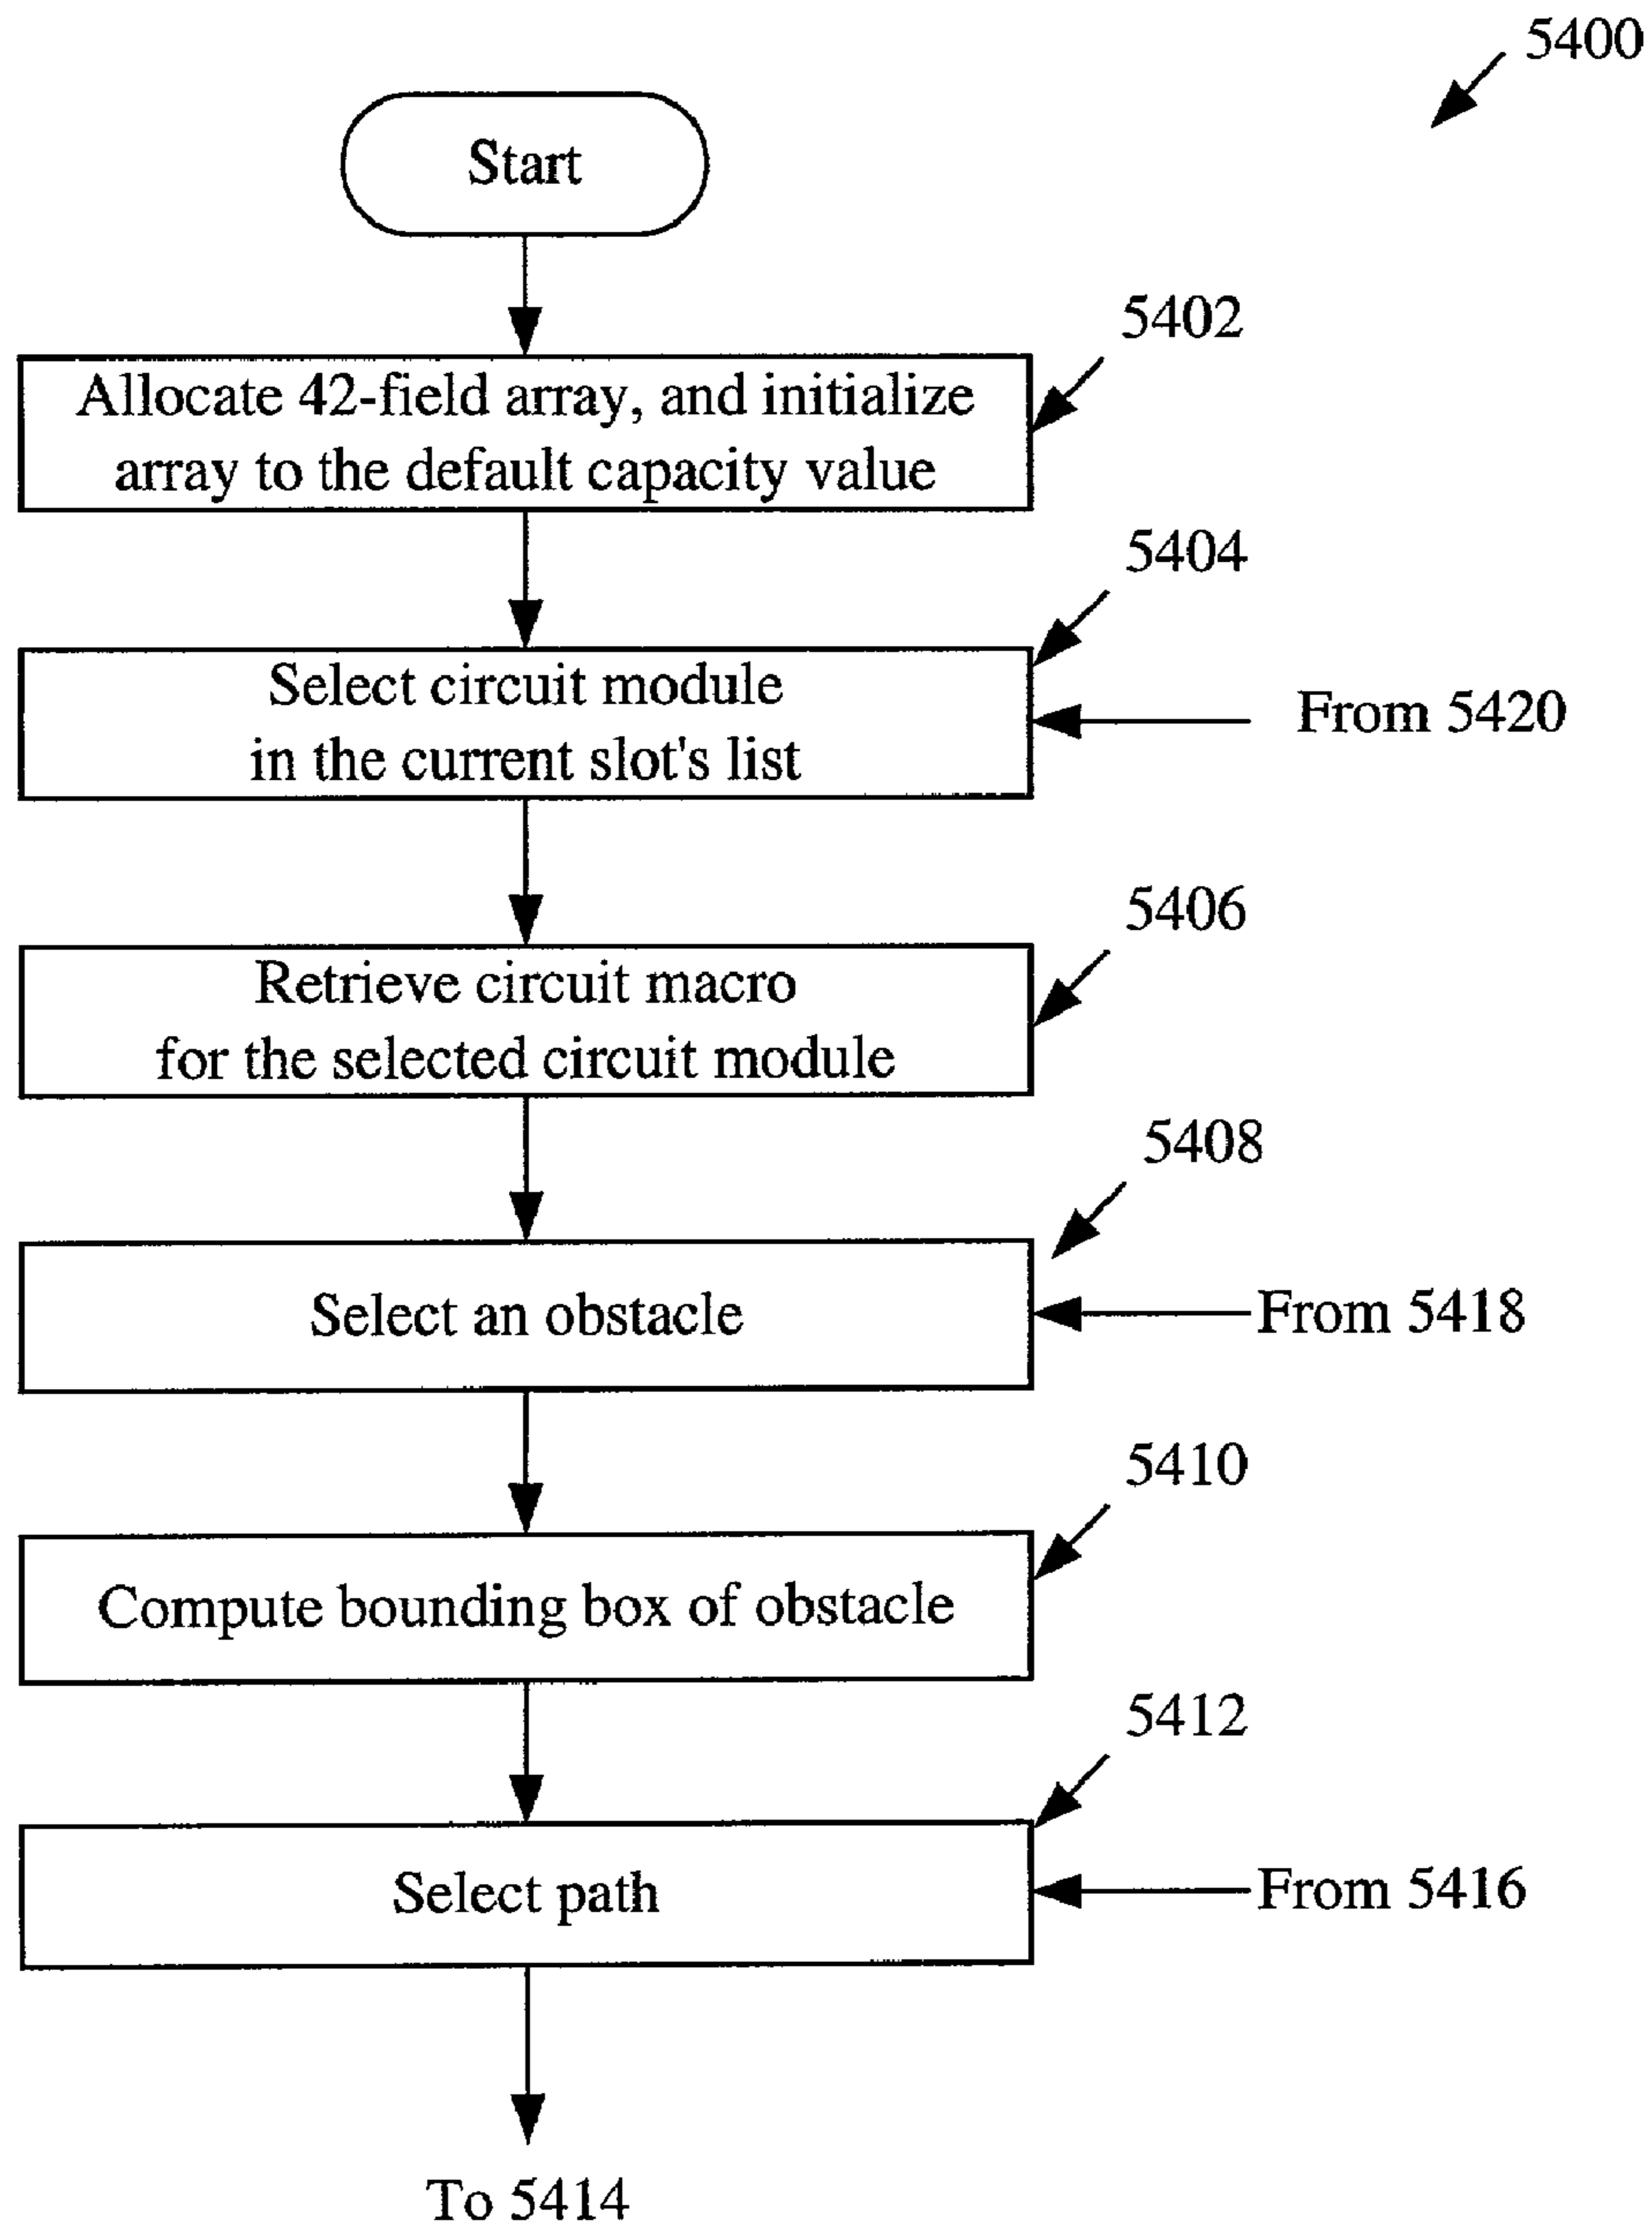 5400
Start
5402
Allocate 42-field array, and initialize
array to the default capacity value
5404
Select circuit module
in the current slot's list
From 5420
5406
Retrieve circuit macro
for the selected circuit module
5408
Select an obstacle
From 5418
5410
Compute bounding box of obstacle
5412
Select path
From 5416
To 5414